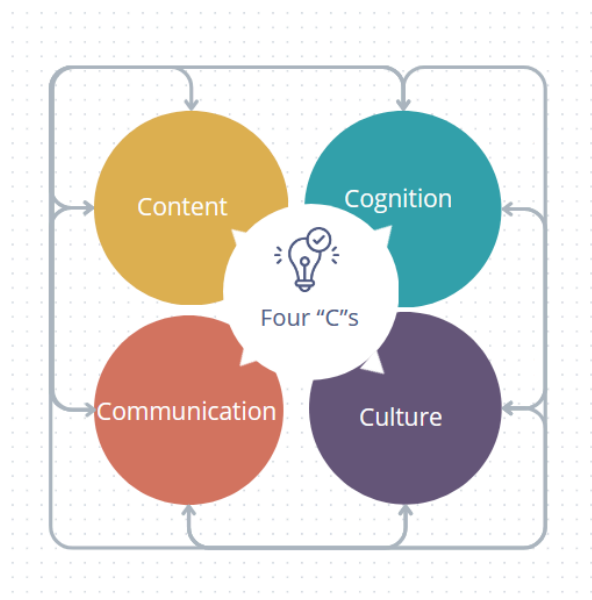 Content
Cognition
Four “C”s
Communication
Culture